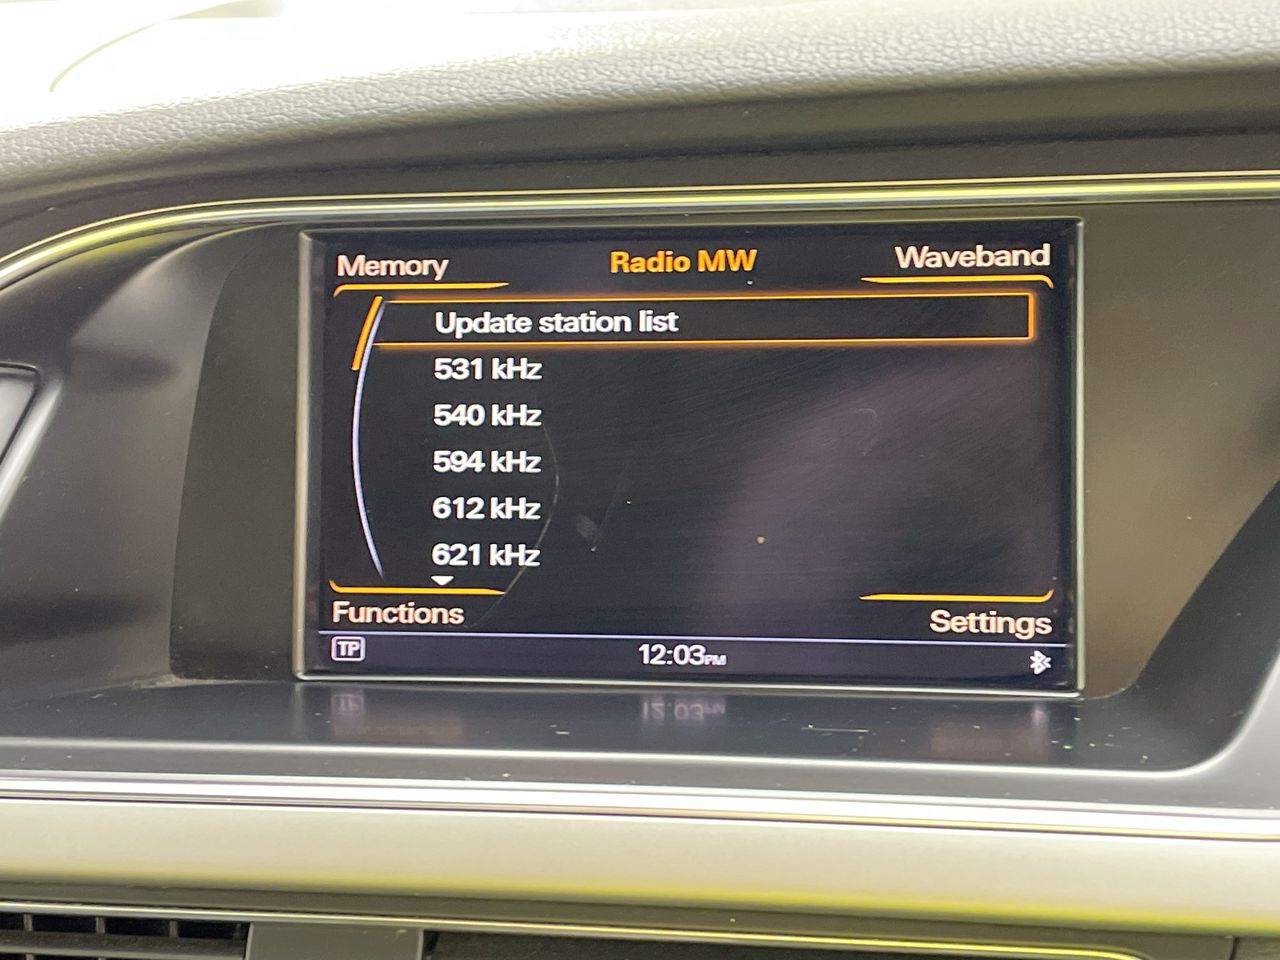 Memory
Radio MW
Waveband
Update station list
531 kHz
540 kHz
594 kHz
612 kHz
621 kHz
Functions
Settings
TP
12:03PM